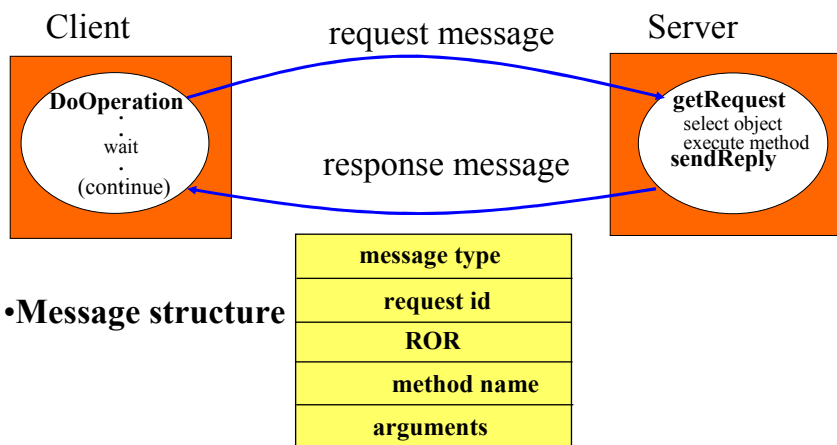 Client
request message
Server
DoOperation
.
.
wait
.
(continue)
getRequest
select object
execute method
sendReply
response message
•Message structure
message type
request id
ROR
method name
arguments